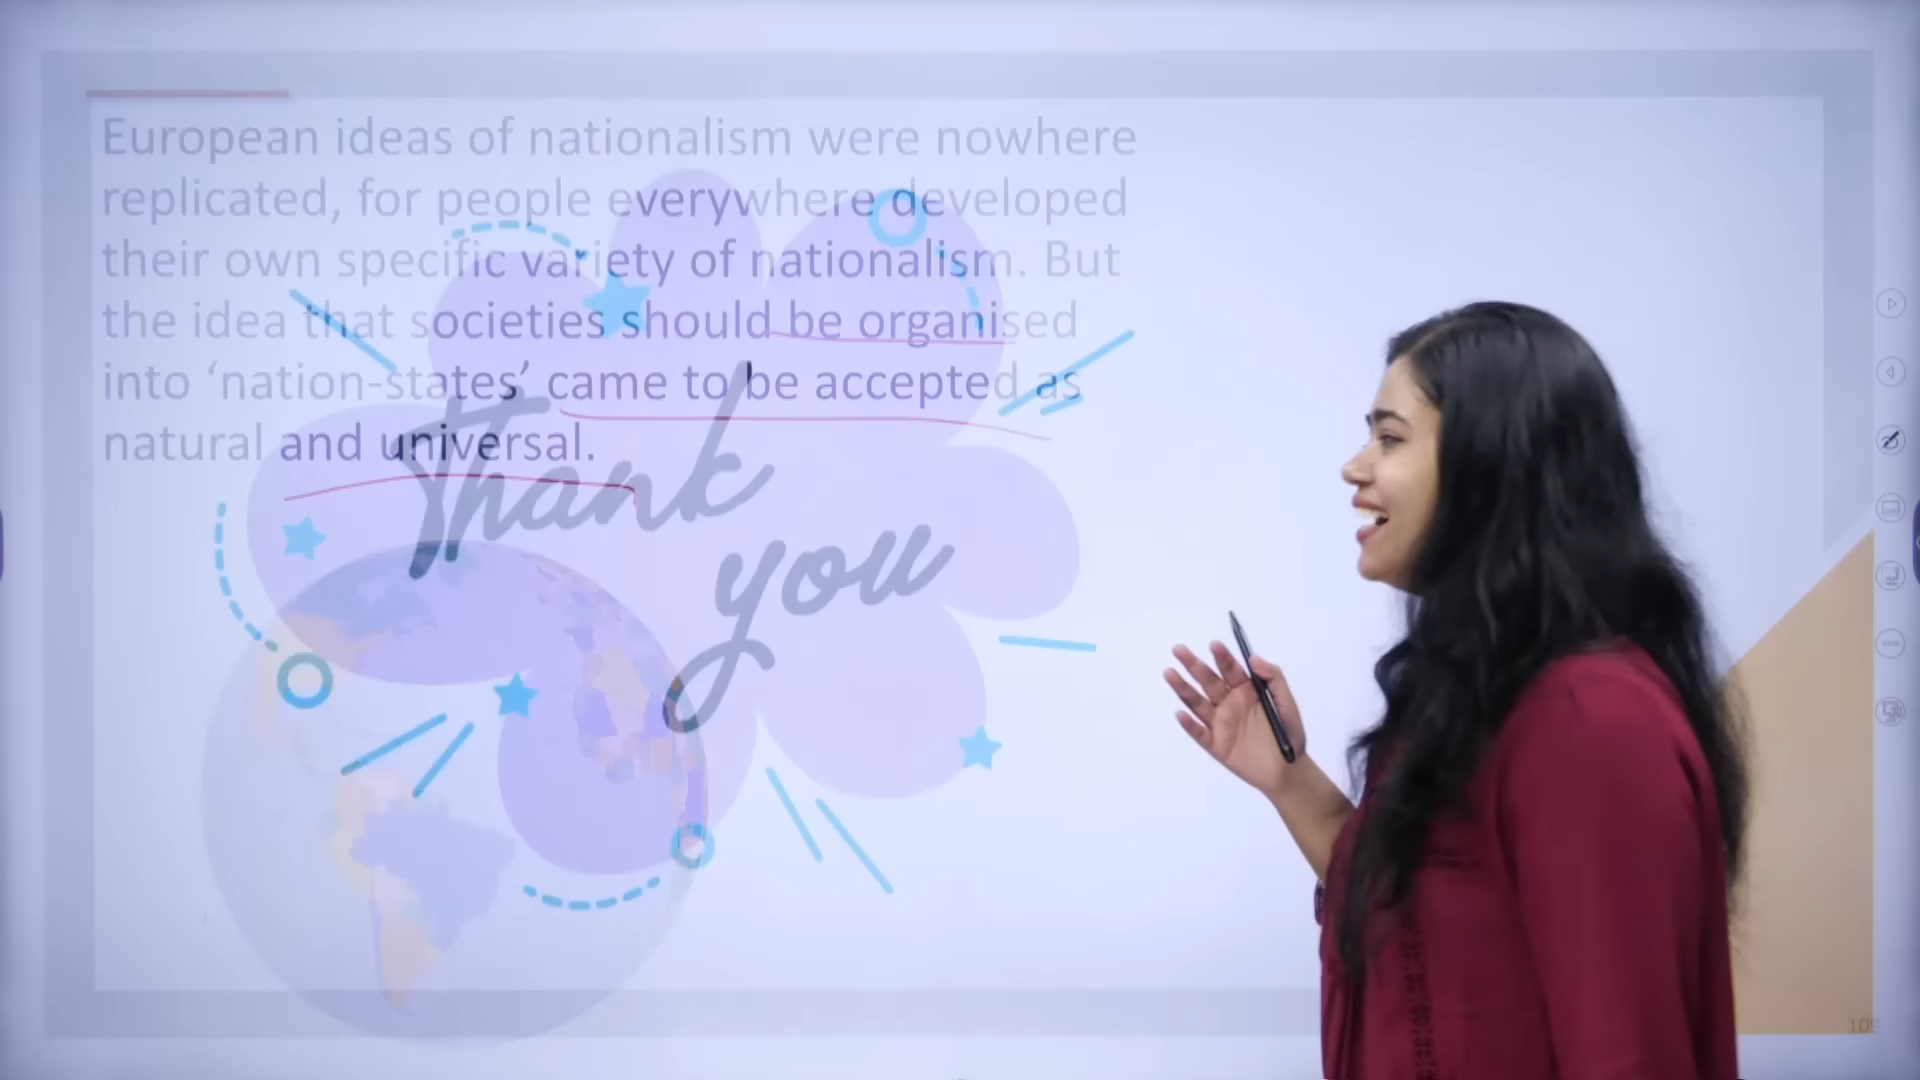 European ideas of nationalism were nowhere
replicated, for people everywhere developed
their own specific variety of nationalism. But
the idea that societies should be organised
into ‘nation-states’ came to be accepted as
natural and universal.
Thank
you
109